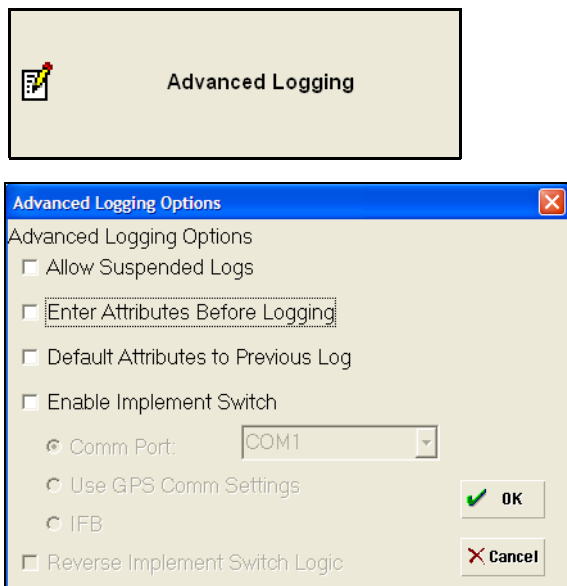 Advanced Logging
Advanced Logging Options
Advanced Logging Options
Allow Suspended Logs
Enter Attributes Before Logging
Default Attributes to Previous Log
Enable Implement Switch
Comm Port: COM1
Use GPS Comm Settings
OK
IFB
Reverse Implement Switch Logic
Cancel